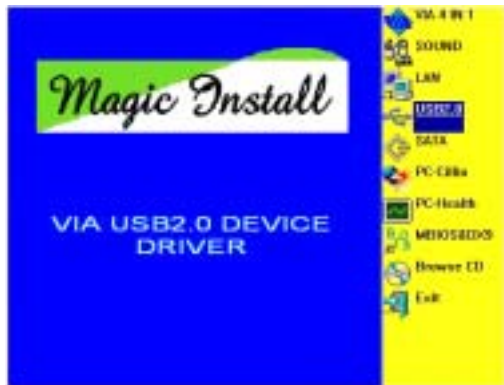 Magic Install
VIA USB2.0 DEVICE
DRIVER
VIA 4 IN 1
SOUND
LAN
USB2.0
SATA
PC-Cillin
PC-Health
Browse CD
Exit